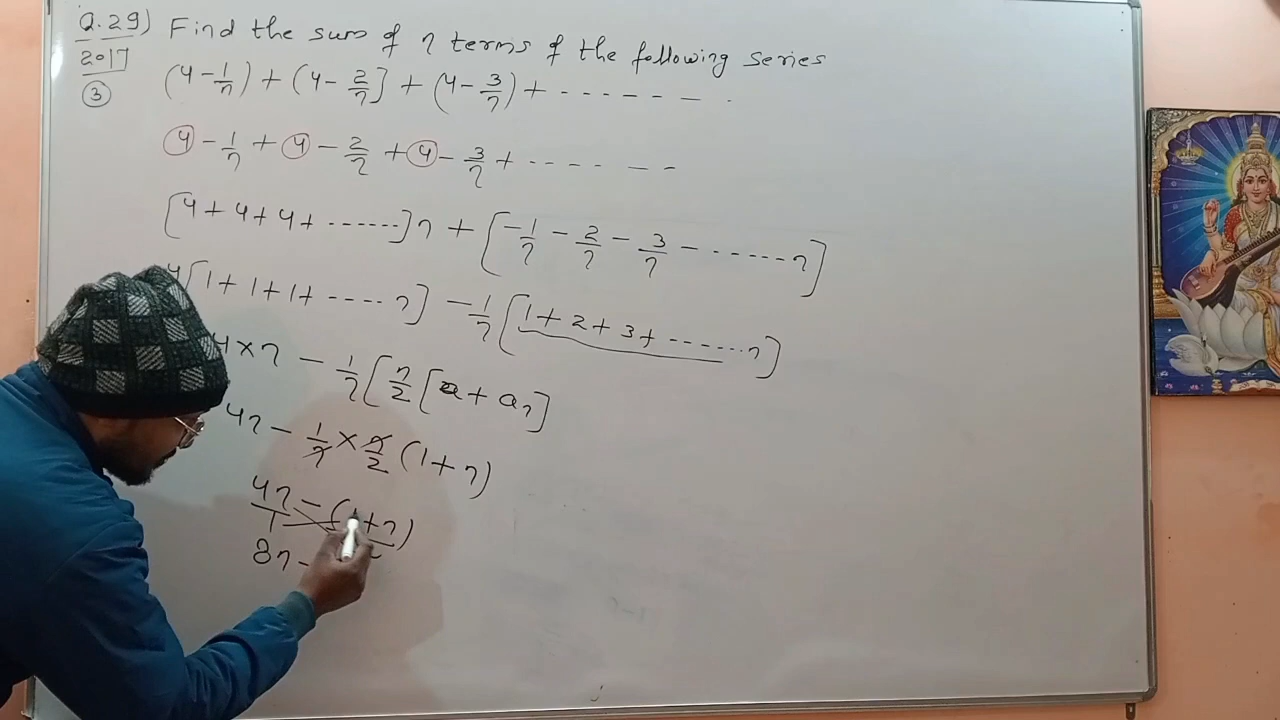 Q.29) Find the sum of n terms of the following series
2017
③
(4 - 1/n) + (4 - 2/n] + (4 - 3/n) + - - - - - - .
4 - 1/n + 4 - 2/n + 4 - 3/n + - - - - - -
[4 + 4 + 4 + ......] n + [-1/n - 2/n - 3/n - ...... n]
4[1 + 1 + 1 + ---- n] - 1/n [1 + 2 + 3 + ...... n]
4 × n - 1/n [n/2 [a + an]
4n - 1/n × n/2 (1 + n)
4n/1 - (1 + n)/2
8n -